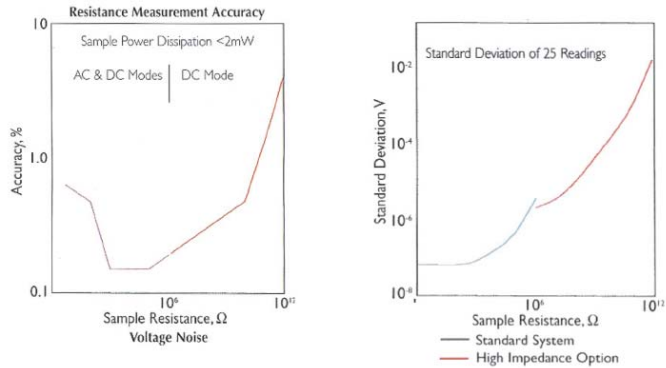 Resistance Measurement Accuracy
10
Sample Power Dissipation <2mW
AC & DC Modes | DC Mode
1.0
Accuracy, %
0.1
10⁶
10¹²
Sample Resistance, Ω
Voltage Noise
Standard Deviation of 25 Readings
10⁻²
10⁻⁴
Standard Deviation, V
10⁻⁶
10⁻⁸
10⁶
10¹²
Sample Resistance, Ω
Standard System
High Impedance Option